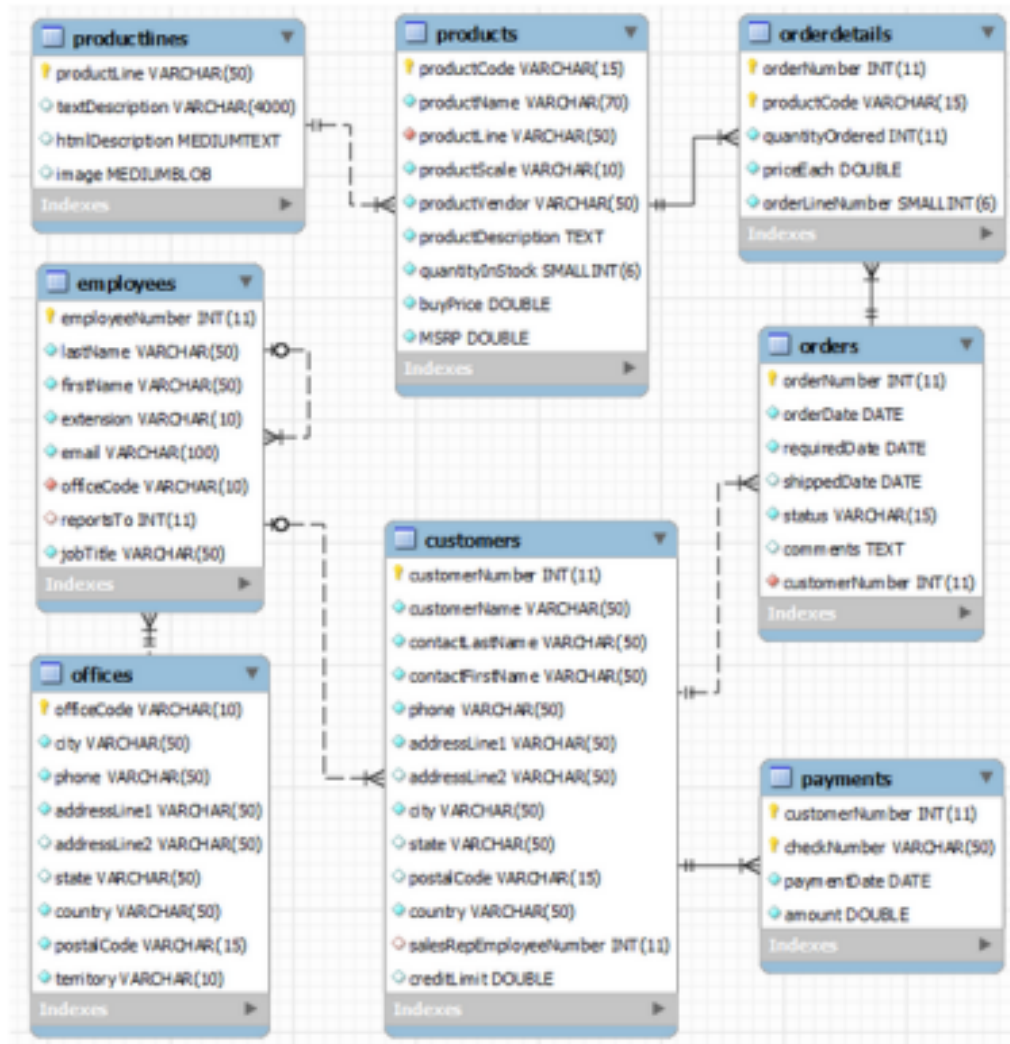 productlines
productLine VARCHAR(50)
textDescription VARCHAR(4000)
htmlDescription MEDIUMTEXT
image MEDIUMBLOB
Indexes
products
productCode VARCHAR(15)
productName VARCHAR(70)
productLine VARCHAR(50)
productScale VARCHAR(10)
productVendor VARCHAR(50)
productDescription TEXT
quantityInStock SMALLINT(6)
buyPrice DOUBLE
MSRP DOUBLE
Indexes
orderdetails
orderNumber INT(11)
productCode VARCHAR(15)
quantityOrdered INT(11)
priceEach DOUBLE
orderLineNumber SMALLINT(6)
Indexes
employees
employeeNumber INT(11)
lastName VARCHAR(50)
firstName VARCHAR(50)
extension VARCHAR(10)
email VARCHAR(100)
officeCode VARCHAR(10)
reportsTo INT(11)
jobTitle VARCHAR(50)
Indexes
orders
orderNumber INT(11)
orderDate DATE
requiredDate DATE
shippedDate DATE
status VARCHAR(15)
comments TEXT
customerNumber INT(11)
Indexes
customers
customerNumber INT(11)
customerName VARCHAR(50)
contactLastName VARCHAR(50)
contactFirstName VARCHAR(50)
phone VARCHAR(50)
addressLine1 VARCHAR(50)
addressLine2 VARCHAR(50)
city VARCHAR(50)
state VARCHAR(50)
postalCode VARCHAR(15)
country VARCHAR(50)
salesRepEmployeeNumber INT(11)
creditLimit DOUBLE
Indexes
offices
officeCode VARCHAR(10)
city VARCHAR(50)
phone VARCHAR(50)
addressLine1 VARCHAR(50)
addressLine2 VARCHAR(50)
state VARCHAR(50)
country VARCHAR(50)
postalCode VARCHAR(15)
territory VARCHAR(10)
Indexes
payments
customerNumber INT(11)
checkNumber VARCHAR(50)
paymentDate DATE
amount DOUBLE
Indexes